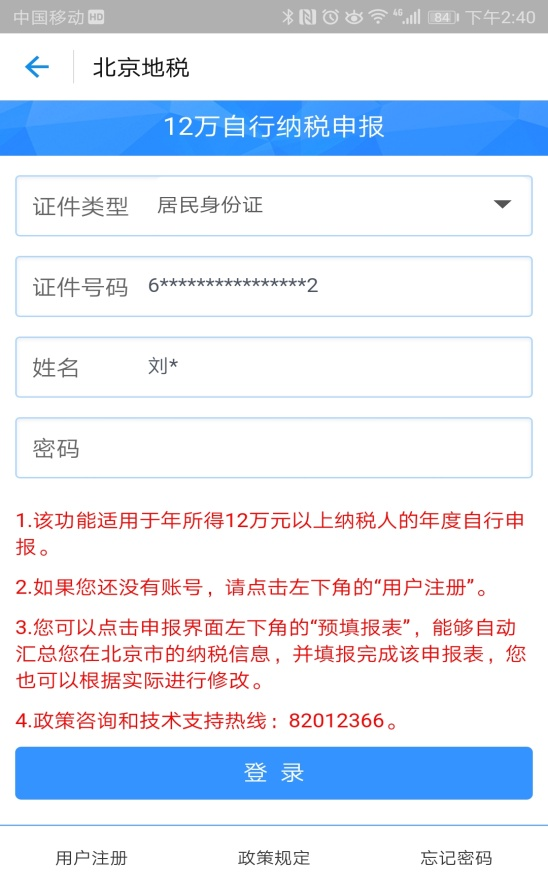 中国移动HD 4G 84 下午2:40
北京地税
12万自行纳税申报
证件类型 居民身份证
证件号码 6****************2
姓名 刘*
密码
1.该功能适用于年所得12万元以上纳税人的年度自行申
报。
2.如果您还没有账号，请点击左下角的“用户注册”。
3.您可以点击申报界面左下角的“预填报表”，能够自动
汇总您在北京市的纳税信息，并填报完成该申报表，您
也可以根据实际进行修改。
4.政策咨询和技术支持热线：82012366。
登 录
用户注册 政策规定 忘记密码